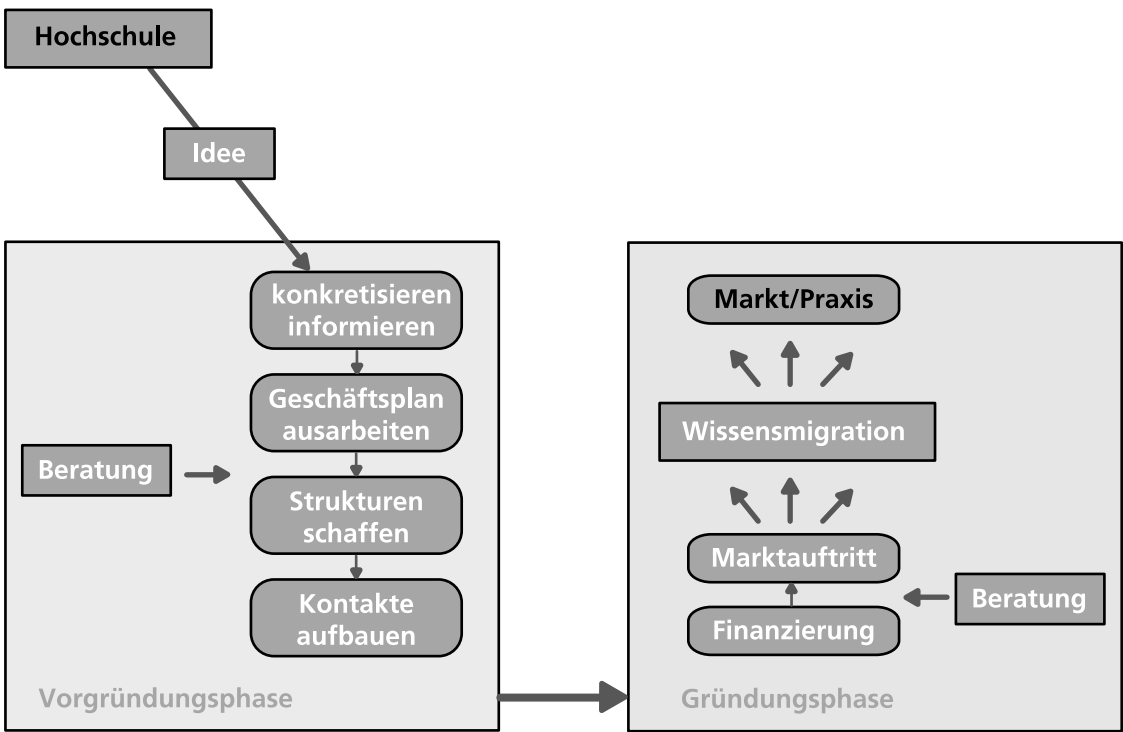 Hochschule
Idee
konkretisieren
informieren
Geschäftsplan
ausarbeiten
Beratung
Strukturen
schaffen
Kontakte
aufbauen
Vorgründungsphase
Markt/Praxis
Wissensmigration
Marktauftritt
Beratung
Finanzierung
Gründungsphase